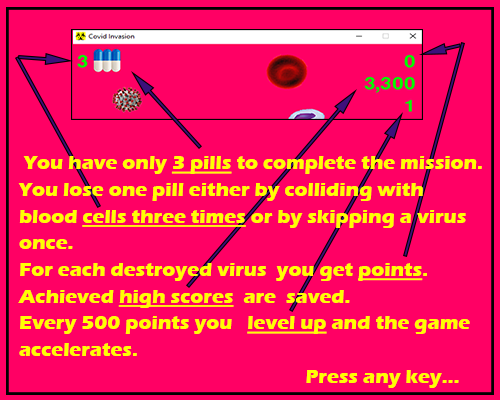 Covid Invasion
3 0
3,300
1
You have only 3 pills to complete the mission.
You lose one pill either by colliding with
blood cells three times or by skipping a virus
once.
For each destroyed virus you get points.
Achieved high scores are saved.
Every 500 points you level up and the game
accelerates.
Press any key...